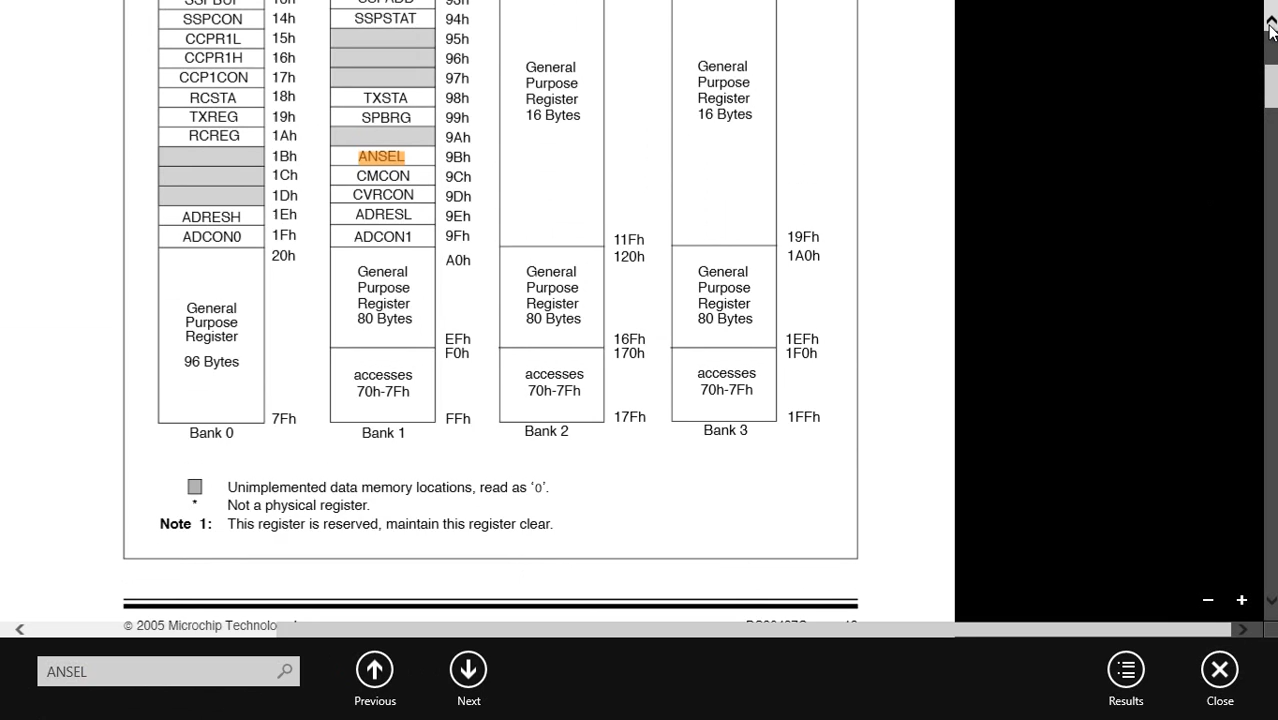 SSPBUF
SSPADD
93h
SSPCON 14h SSPSTAT 94h
CCPR1L 15h 95h
CCPR1H 16h 96h
CCP1CON 17h 97h
RCSTA 18h TXSTA 98h
TXREG 19h SPBRG 99h
RCREG 1Ah 9Ah
1Bh ANSEL 9Bh
1Ch CMCON 9Ch
1Dh CVRCON 9Dh
ADRESH 1Eh ADRESL 9Eh
ADCON0 1Fh ADCON1 9Fh
20h
General
Purpose
Register
96 Bytes
7Fh
Bank 0
A0h
General
Purpose
Register
80 Bytes
EFh
F0h
accesses
70h-7Fh
FFh
Bank 1
General
Purpose
Register
16 Bytes
11Fh
120h
General
Purpose
Register
80 Bytes
16Fh
170h
accesses
70h-7Fh
17Fh
Bank 2
General
Purpose
Register
16 Bytes
19Fh
1A0h
General
Purpose
Register
80 Bytes
1EFh
1F0h
accesses
70h-7Fh
1FFh
Bank 3
Unimplemented data memory locations, read as ‘0’.
* Not a physical register.
Note 1: This register is reserved, maintain this register clear.
© 2005 Microchip
ANSEL
Previous
Next
Results
Close